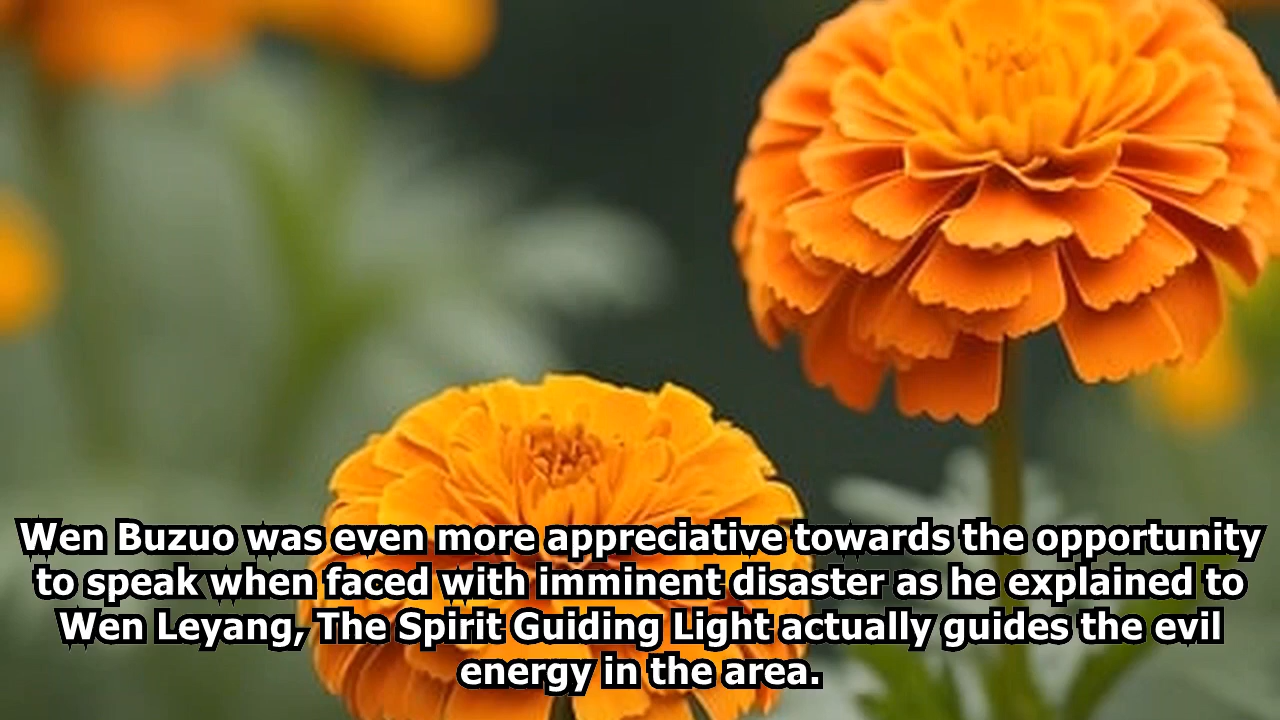 Wen Buzuo was even more appreciative towards the opportunity
to speak when faced with imminent disaster as he explained to
Wen Leyang, The Spirit Guiding Light actually guides the evil
energy in the area.